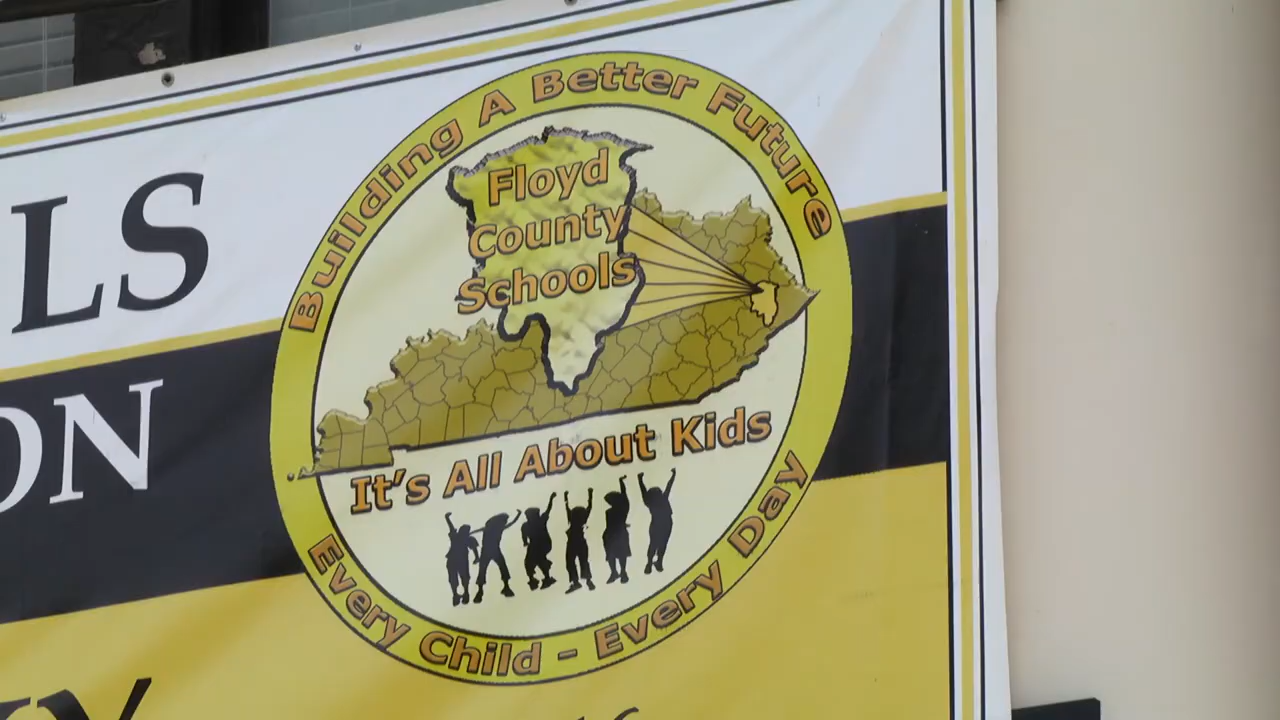 LS
ON
Building A Better Future
Floyd
County
Schools
It's All About Kids
Every Child - Every Day